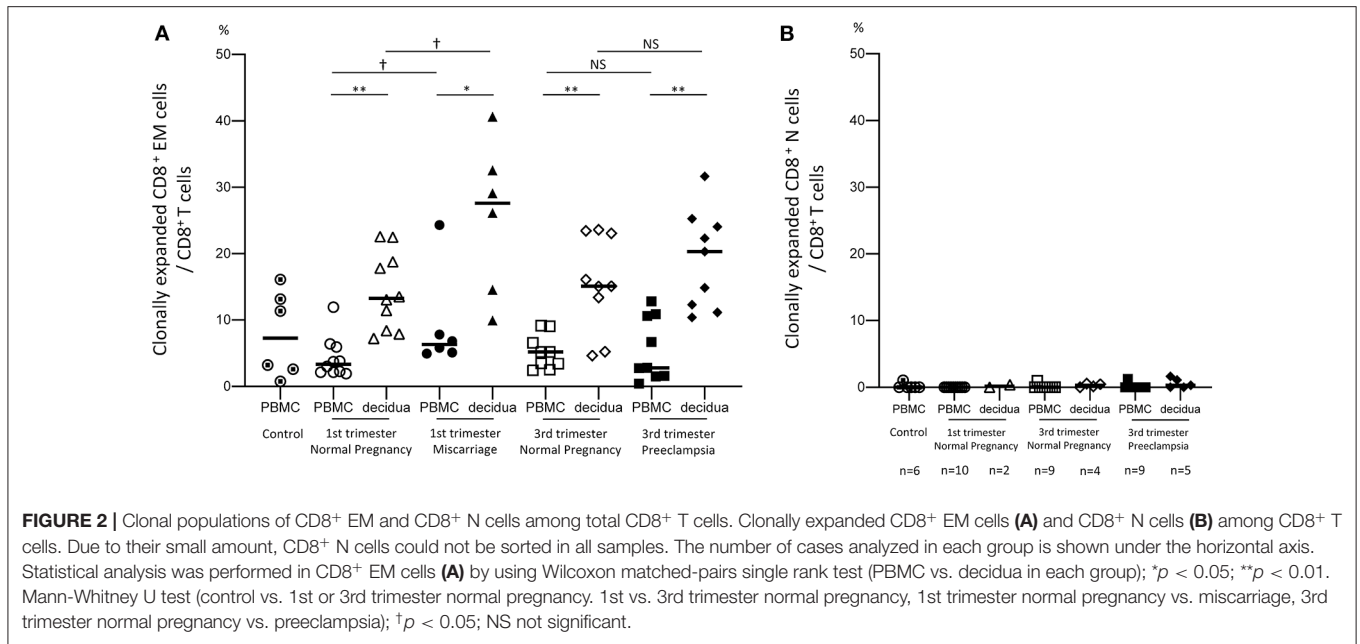 A
%
† NS
† NS
** * ** **
50
40
30
20
10
0
Clonally expanded CD8⁺ EM cells
/ CD8⁺T cells
PBMC PBMC decidua PBMC decidua PBMC decidua PBMC decidua
Control 1st trimester 1st trimester 3rd trimester 3rd trimester
Normal Pregnancy Miscarriage Normal Pregnancy Preeclampsia
B
%
50
40
30
20
10
0
Clonally expanded CD8⁺ N cells
/ CD8⁺T cells
PBMC PBMC decidua PBMC decidua PBMC decidua
Control 1st trimester 3rd trimester 3rd trimester
Normal Pregnancy Normal Pregnancy Preeclampsia
n=6 n=10 n=2 n=9 n=4 n=9 n=5
FIGURE 2 | Clonal populations of CD8⁺ EM and CD8⁺ N cells among total CD8⁺ T cells. Clonally expanded CD8⁺ EM cells (A) and CD8⁺ N cells (B) among CD8⁺ T
cells. Due to their small amount, CD8⁺ N cells could not be sorted in all samples. The number of cases analyzed in each group is shown under the horizontal axis.
Statistical analysis was performed in CD8⁺ EM cells (A) by using Wilcoxon matched-pairs single rank test (PBMC vs. decidua in each group); *p < 0.05; **p < 0.01.
Mann-Whitney U test (control vs. 1st or 3rd trimester normal pregnancy. 1st vs. 3rd trimester normal pregnancy, 1st trimester normal pregnancy vs. miscarriage, 3rd
trimester normal pregnancy vs. preeclampsia); †p < 0.05; NS not significant.